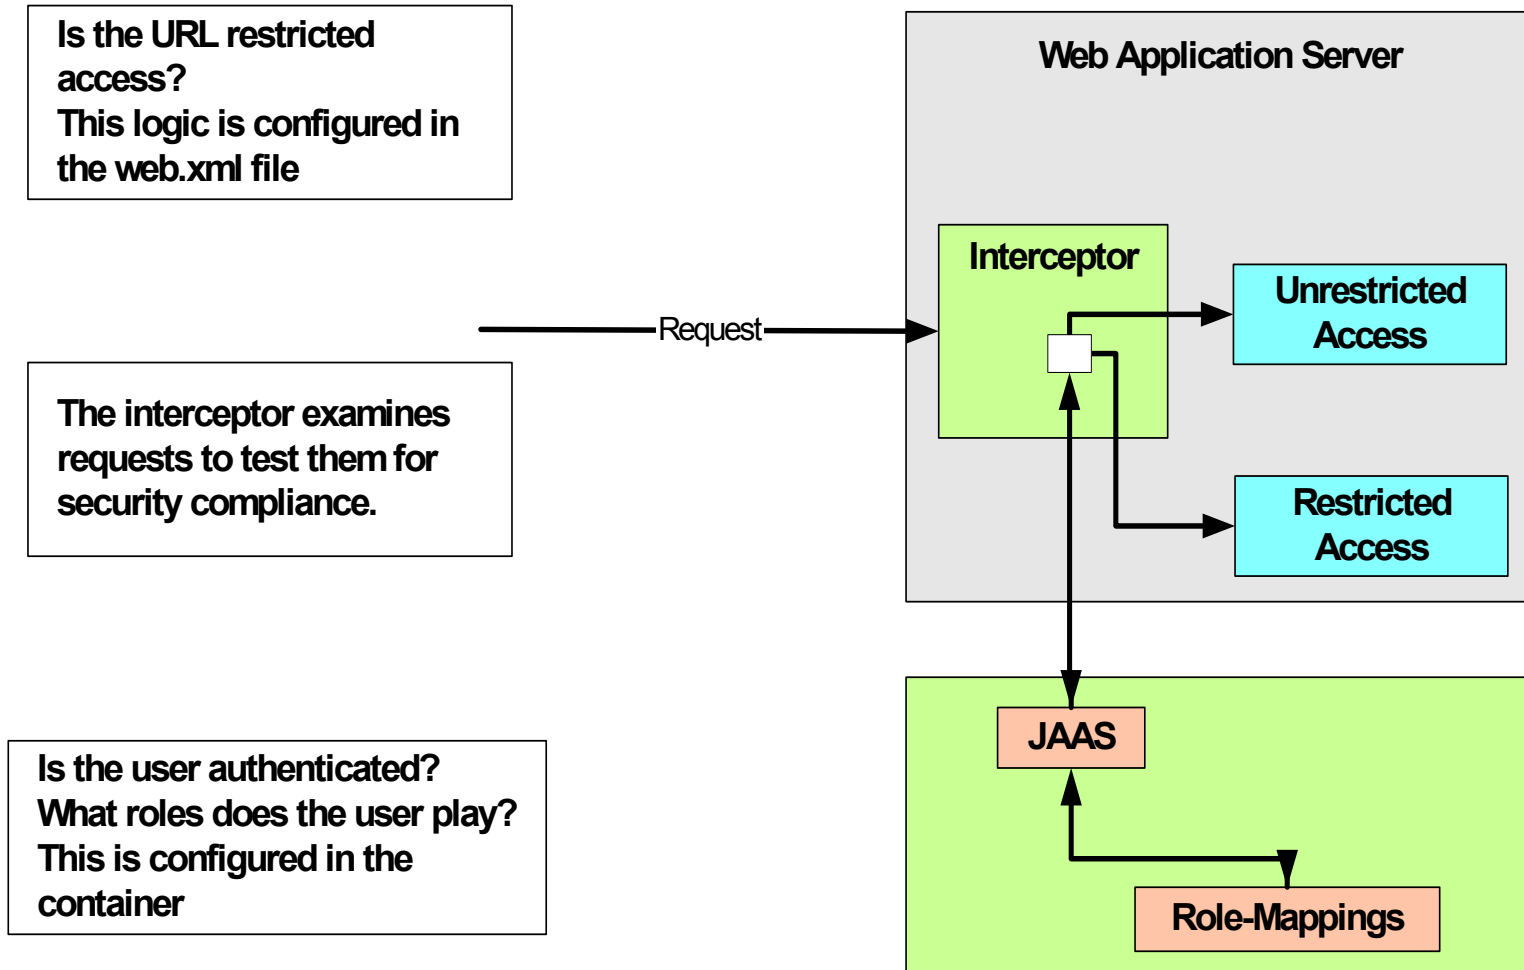 Is the URL restricted
access?
This logic is configured in
the web.xml file
Web Application Server
Interceptor
Unrestricted
Access
Request
The interceptor examines
requests to test them for
security compliance.
Restricted
Access
JAAS
Is the user authenticated?
What roles does the user play?
This is configured in the
container
Role-Mappings